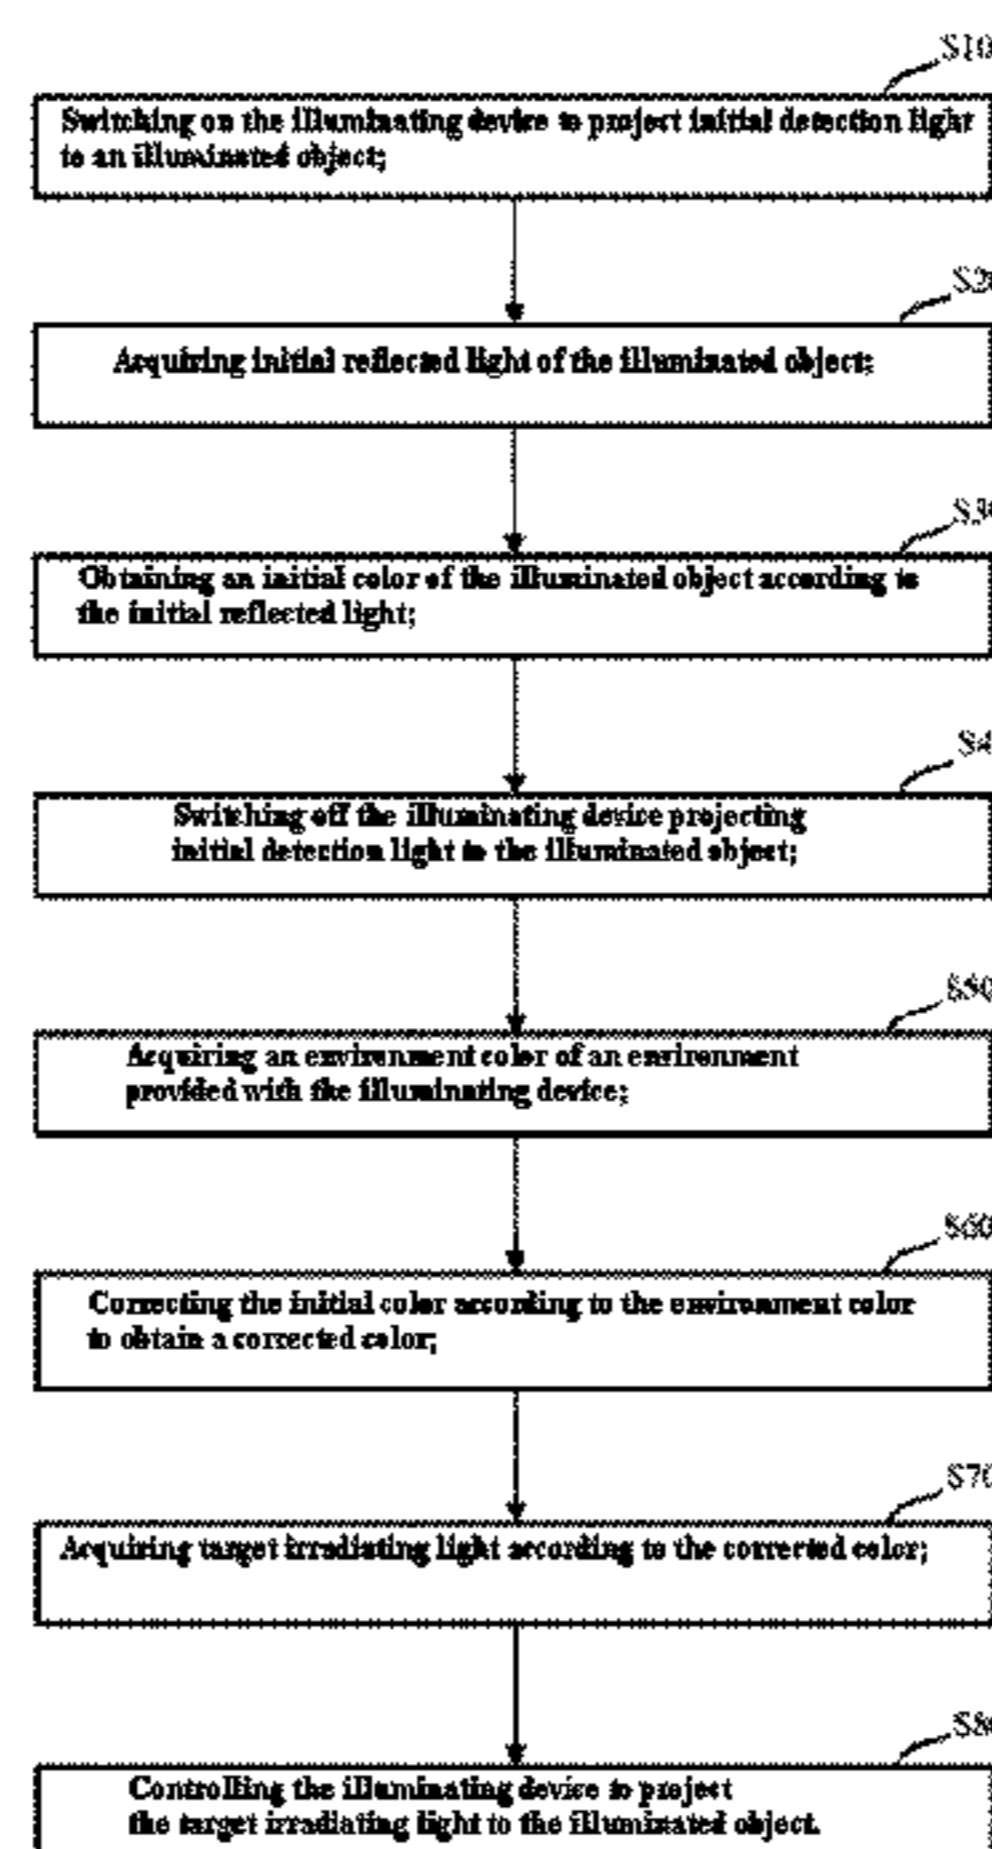 S10
Switching on the illuminating device to project initial detection light
to an illuminated object;
S20
Acquiring initial reflected light of the illuminated object;
S30
Obtaining an initial color of the illuminated object according to
the initial reflected light;
S4
Switching off the illuminating device projecting
initial detection light to the illuminated object;
S50
Acquiring an environment color of an environment
provided with the illuminating device;
S60
Correcting the initial color according to the environment color
to obtain a corrected color;
S70
Acquiring target irradiating light according to the corrected color;
S80
Controlling the illuminating device to project
the target irradiating light to the illuminated object.